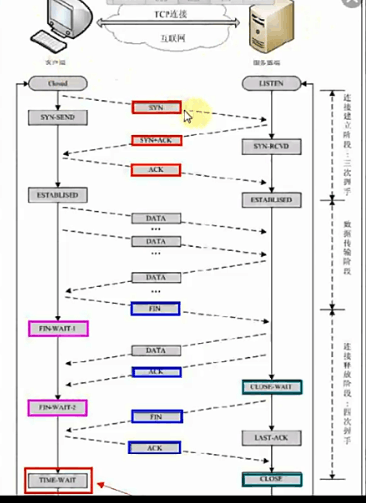 TCP连接
互联网
客户端
服务器端
Closed
LISTEN
SYN
SYN-SEND
SYN+ACK
SYN-RCVD
ACK
ESTABLISED
ESTABLISED
DATA
...
DATA
...
DATA
...
FIN
FIN-WAIT-1
DATA
ACK
CLOSE-WAIT
FIN-WAIT-2
FIN
LAST-ACK
ACK
TIME-WAIT
CLOSE
连接建立阶段:三次握手
数据传输阶段
连接释放阶段:四次挥手